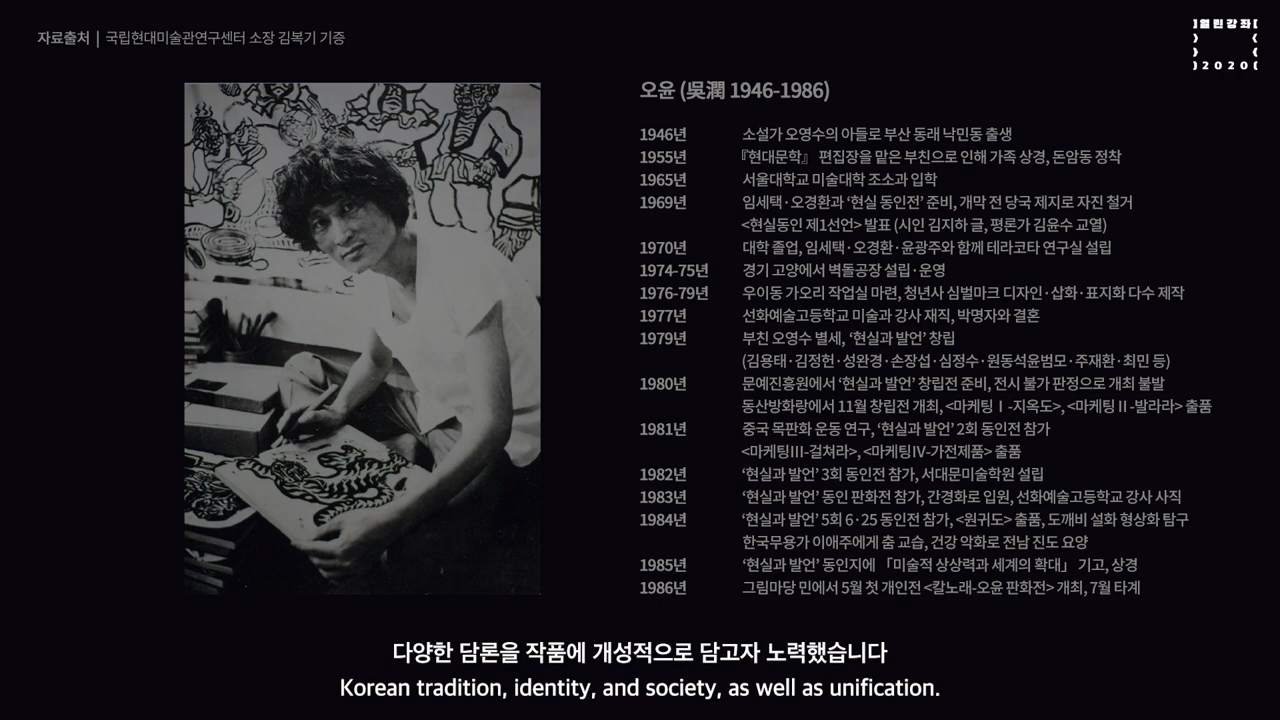 자료출처 | 국립현대미술관연구센터 소장 김복기 기증
]열린강좌[
)2020(
오윤 (吳潤 1946-1986)
1946년 소설가 오영수의 아들로 부산 동래 낙민동 출생
1955년 『현대문학』 편집장을 맡은 부친으로 인해 가족 상경, 돈암동 정착
1965년 서울대학교 미술대학 조소과 입학
1969년 임세택·오경환과 ‘현실 동인전’ 준비, 개막 전 당국 제지로 자진 철거
<현실동인 제1선언> 발표 (시인 김지하 글, 평론가 김윤수 교열)
1970년 대학 졸업, 임세택·오경환·윤광주와 함께 테라코타 연구실 설립
1974-75년 경기 고양에서 벽돌공장 설립·운영
1976-79년 우이동 가오리 작업실 마련, 청년사 심벌마크 디자인·삽화·표지화 다수 제작
1977년 선화예술고등학교 미술과 강사 재직, 박명자와 결혼
1979년 부친 오영수 별세, ‘현실과 발언’ 창립
(김용태·김정헌·성완경·손장섭·심정수·원동석윤범모·주재환·최민 등)
1980년 문예진흥원에서 ‘현실과 발언’ 창립전 준비, 전시 불가 판정으로 개최 불발
동산방화랑에서 11월 창립전 개최, <마케팅Ⅰ-지옥도>, <마케팅Ⅱ-발라라> 출품
1981년 중국 목판화 운동 연구, ‘현실과 발언’ 2회 동인전 참가
<마케팅III-걸쳐라>, <마케팅IV-가전제품> 출품
1982년 ‘현실과 발언’ 3회 동인전 참가, 서대문미술학원 설립
1983년 ‘현실과 발언’ 동인 판화전 참가, 간경화로 입원, 선화예술고등학교 강사 사직
1984년 ‘현실과 발언’ 5회 6·25 동인전 참가, <원귀도> 출품, 도깨비 설화 형상화 탐구
한국무용가 이애주에게 춤 교습, 건강 악화로 전남 진도 요양
1985년 ‘현실과 발언’ 동인지에 「미술적 상상력과 세계의 확대」 기고, 상경
1986년 그림마당 민에서 5월 첫 개인전 <칼노래-오윤 판화전> 개최, 7월 타계
다양한 담론을 작품에 개성적으로 담고자 노력했습니다
Korean tradition, identity, and society, as well as unification.